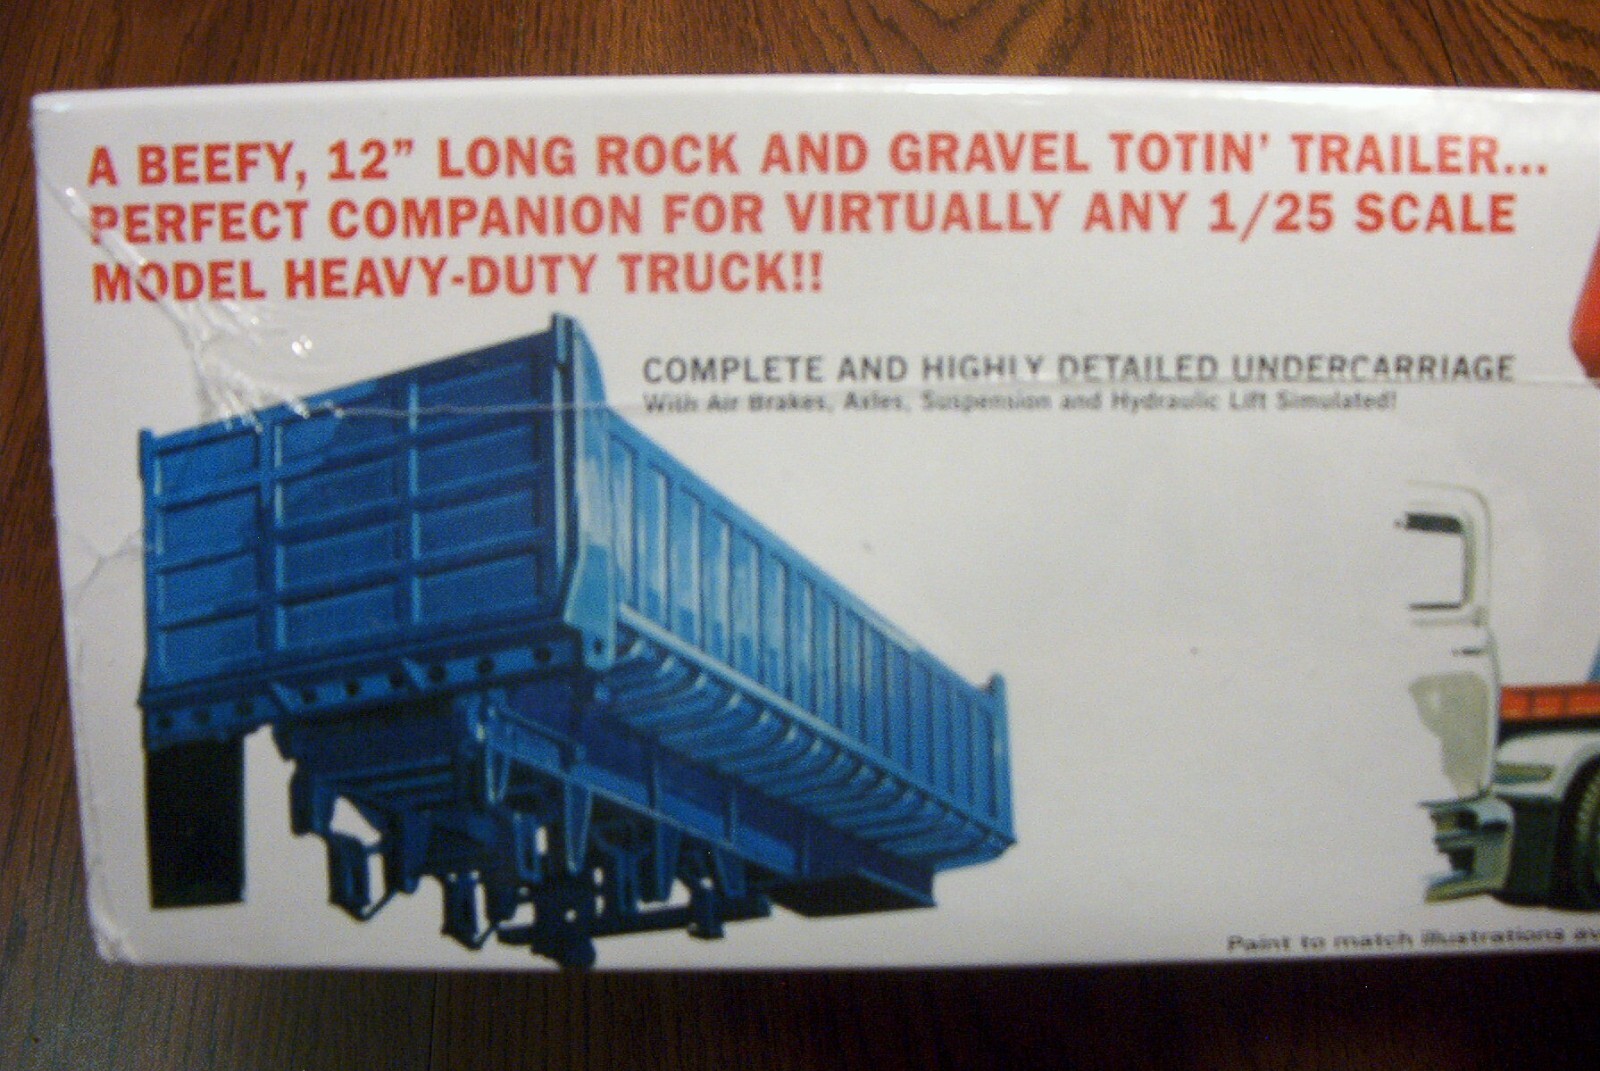 A BEEFY, 12” LONG ROCK AND GRAVEL TOTIN’ TRAILER...
PERFECT COMPANION FOR VIRTUALLY ANY 1/25 SCALE
MODEL HEAVY-DUTY TRUCK!!
COMPLETE AND HIGHLY DETAILED UNDERCARRIAGE
With Air Brakes, Axles, Suspension and Hydraulic Lift Simulated!
Paint to match illustrations